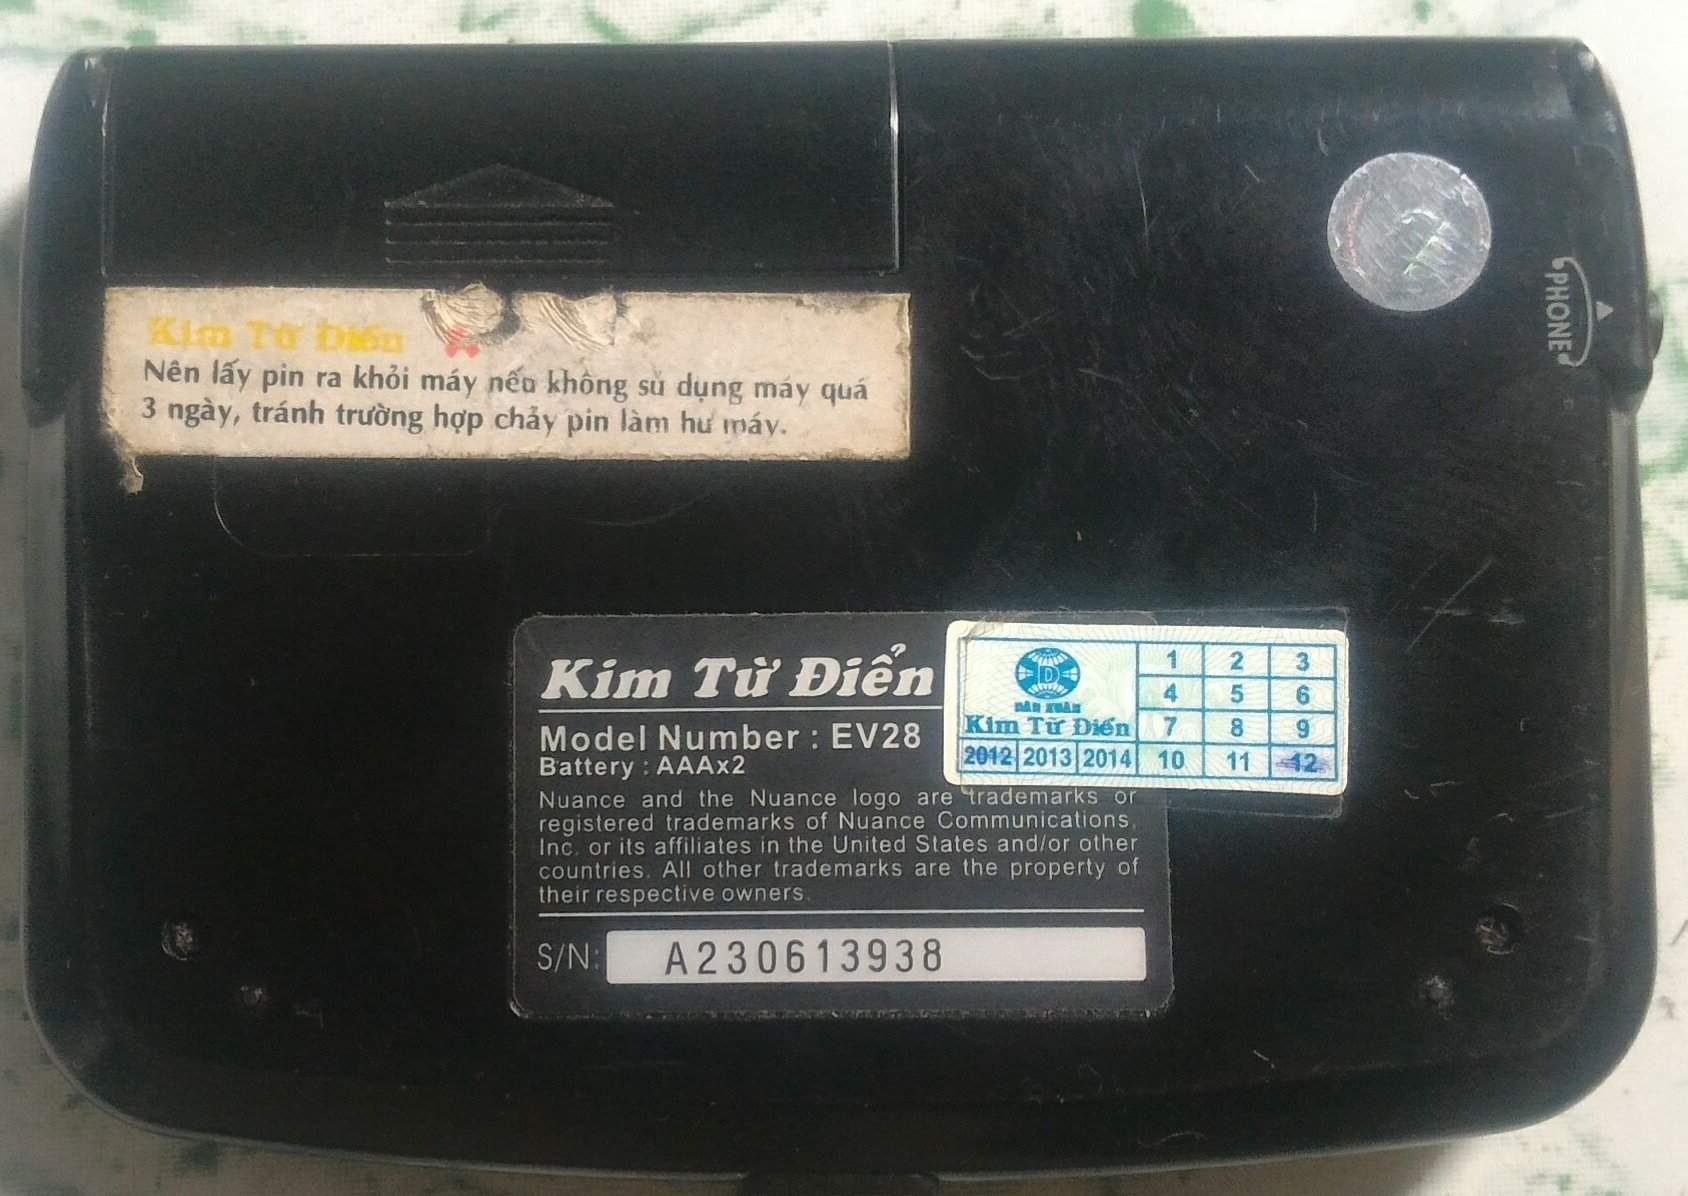 PHONE
Kim Từ Điển
Nên lấy pin ra khỏi máy nếu không sử dụng máy quá
3 ngày, tránh trường hợp chảy pin làm hư máy.
Kim Từ Điển
Model Number : EV28
Battery : AAAx2
Nuance and the Nuance logo are trademarks or
registered trademarks of Nuance Communications,
Inc. or its affiliates in the United States and/or other
countries. All other trademarks are the property of
their respective owners.
S/N: A230613938
D
ĐẠI XUÂN
Kim Từ Điển
2012 2013 2014
1 2 3
4 5 6
7 8 9
10 11 12